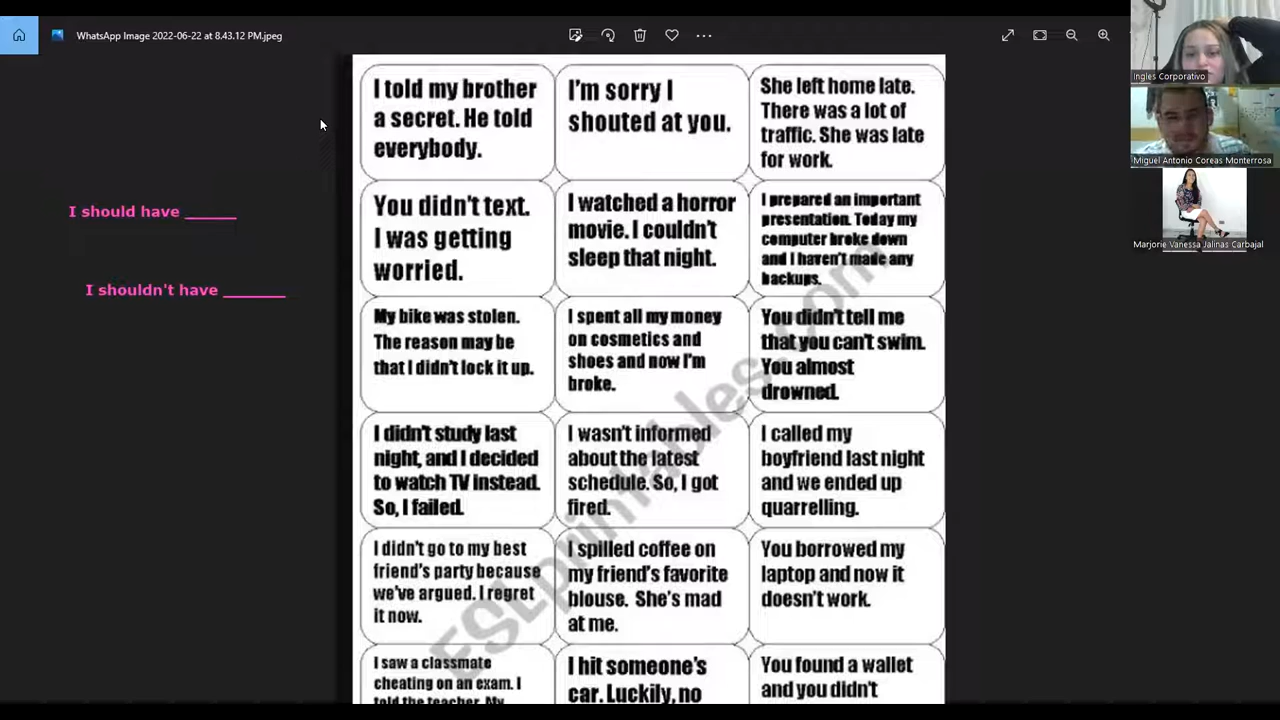 WhatsApp Image 2022-06-22 at 8.43.12 PM.jpeg
Ingles Corporativo
Miguel Antonio Coreas Monterrosa
Marjorie Vanessa Jalinas Carbajal
I should have ______
I shouldn't have _______
I told my brother
a secret. He told
everybody.
I'm sorry I
shouted at you.
She left home late.
There was a lot of
traffic. She was late
for work.
You didn't text.
I was getting
worried.
I watched a horror
movie. I couldn't
sleep that night.
I prepared an important
presentation. Today my
computer broke down
and I haven't made any
backups.
My bike was stolen.
The reason may be
that I didn't lock it up.
I spent all my money
on cosmetics and
shoes and now I'm
broke.
You didn't tell me
that you can't swim.
You almost
drowned.
I didn't study last
night, and I decided
to watch TV instead.
So, I failed.
I wasn't informed
about the latest
schedule. So, I got
fired.
I called my
boyfriend last night
and we ended up
quarrelling.
I didn't go to my best
friend's party because
we've argued. I regret
it now.
I spilled coffee on
my friend's favorite
blouse. She's mad
at me.
You borrowed my
laptop and now it
doesn't work.
I saw a classmate
cheating on an exam. I
told the teacher. My
I hit someone's
car. Luckily, no
You found a wallet
and you didn't
ESLprintables.com